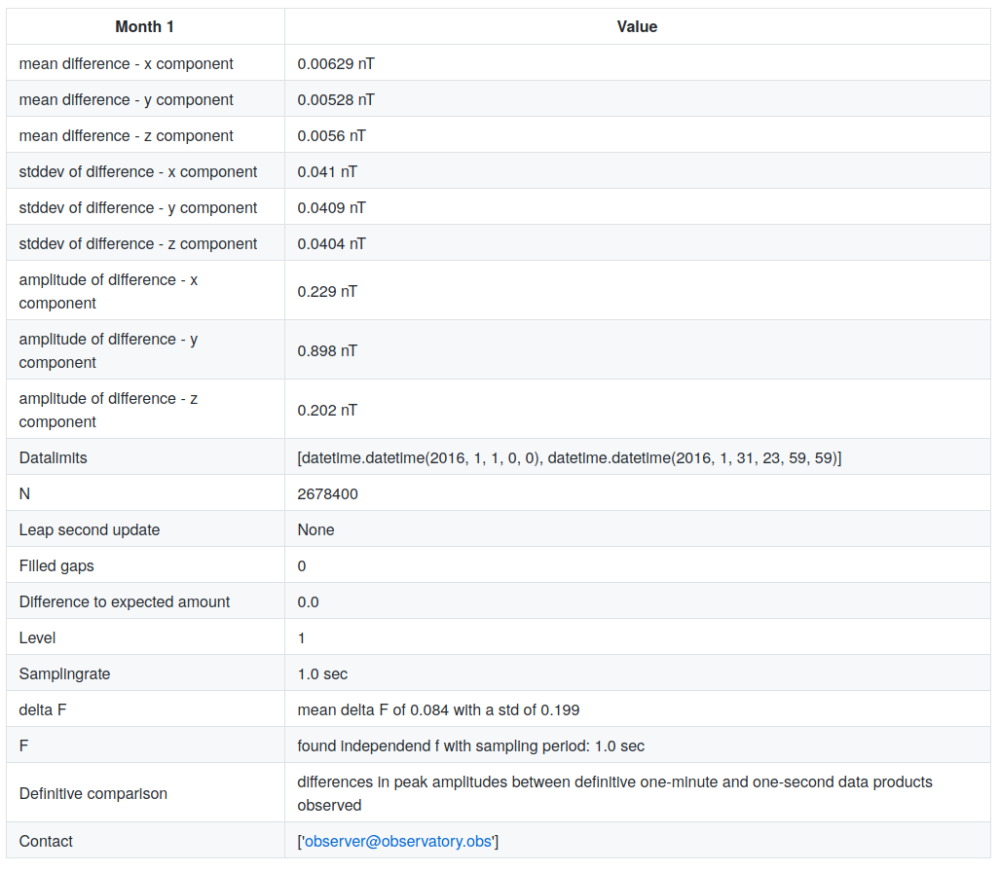 Month 1 Value
mean difference - x component 0.00629 nT
mean difference - y component 0.00528 nT
mean difference - z component 0.0056 nT
stddev of difference - x component 0.041 nT
stddev of difference - y component 0.0409 nT
stddev of difference - z component 0.0404 nT
amplitude of difference - x
component
0.229 nT
amplitude of difference - y
component
0.898 nT
amplitude of difference - z
component
0.202 nT
Datalimits [datetime.datetime(2016, 1, 1, 0, 0), datetime.datetime(2016, 1, 31, 23, 59, 59)]
N 2678400
Leap second update None
Filled gaps 0
Difference to expected amount 0.0
Level 1
Samplingrate 1.0 sec
delta F mean delta F of 0.084 with a std of 0.199
F found independend f with sampling period: 1.0 sec
Definitive comparison
differences in peak amplitudes between definitive one-minute and one-second data products
observed
Contact ['observer@observatory.obs']